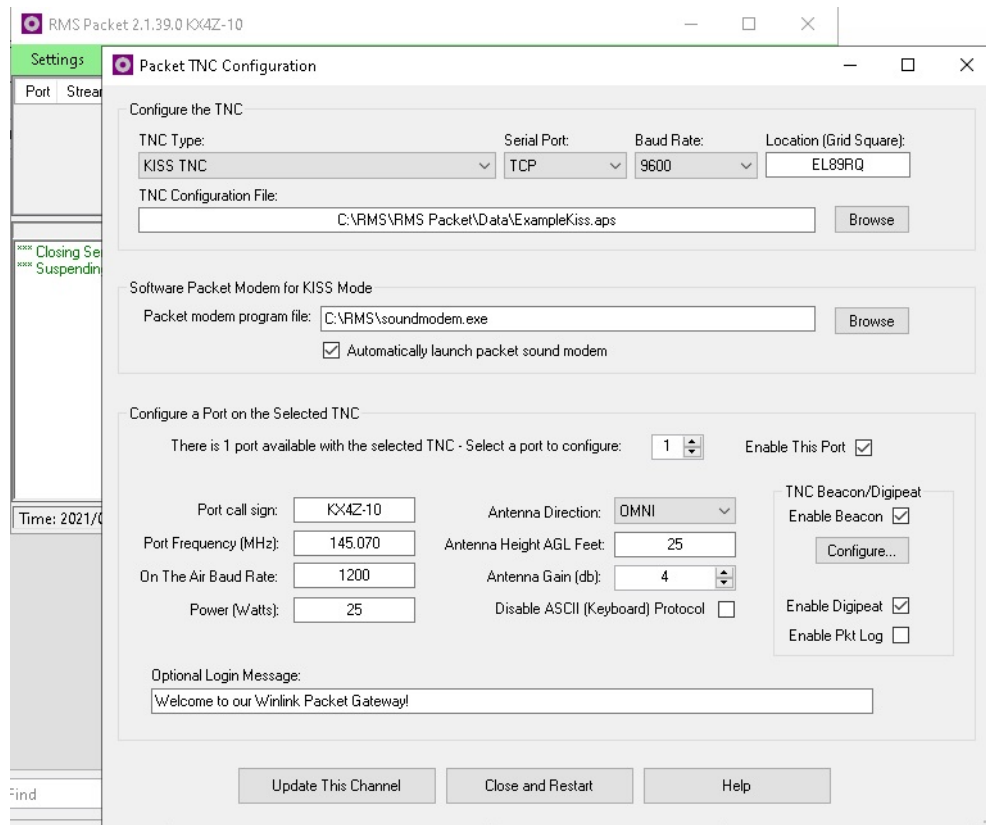 RMS Packet 2.1.39.0 KX4Z-10
Settings
Port Strea
*** Closing Se
*** Suspendin
Time: 2021/0
Find
Packet TNC Configuration
Configure the TNC
TNC Type: Serial Port: Baud Rate: Location (Grid Square):
KISS TNC TCP 9600 EL89RQ
TNC Configuration File:
C:\RMS\RMS Packet\Data\ExampleKiss.aps Browse
Software Packet Modem for KISS Mode
Packet modem program file: C:\RMS\soundmodem.exe Browse
Automatically launch packet sound modem
Configure a Port on the Selected TNC
There is 1 port available with the selected TNC - Select a port to configure: 1 Enable This Port
TNC Beacon/Digipeat
Port call sign: KX4Z-10 Antenna Direction: OMNI Enable Beacon
Port Frequency (MHz): 145.070 Antenna Height AGL Feet: 25 Configure...
On The Air Baud Rate: 1200 Antenna Gain (db): 4
Power (Watts): 25 Disable ASCII (Keyboard) Protocol Enable Digipeat
Enable Pkt Log
Optional Login Message:
Welcome to our Winlink Packet Gateway!
Update This Channel Close and Restart Help